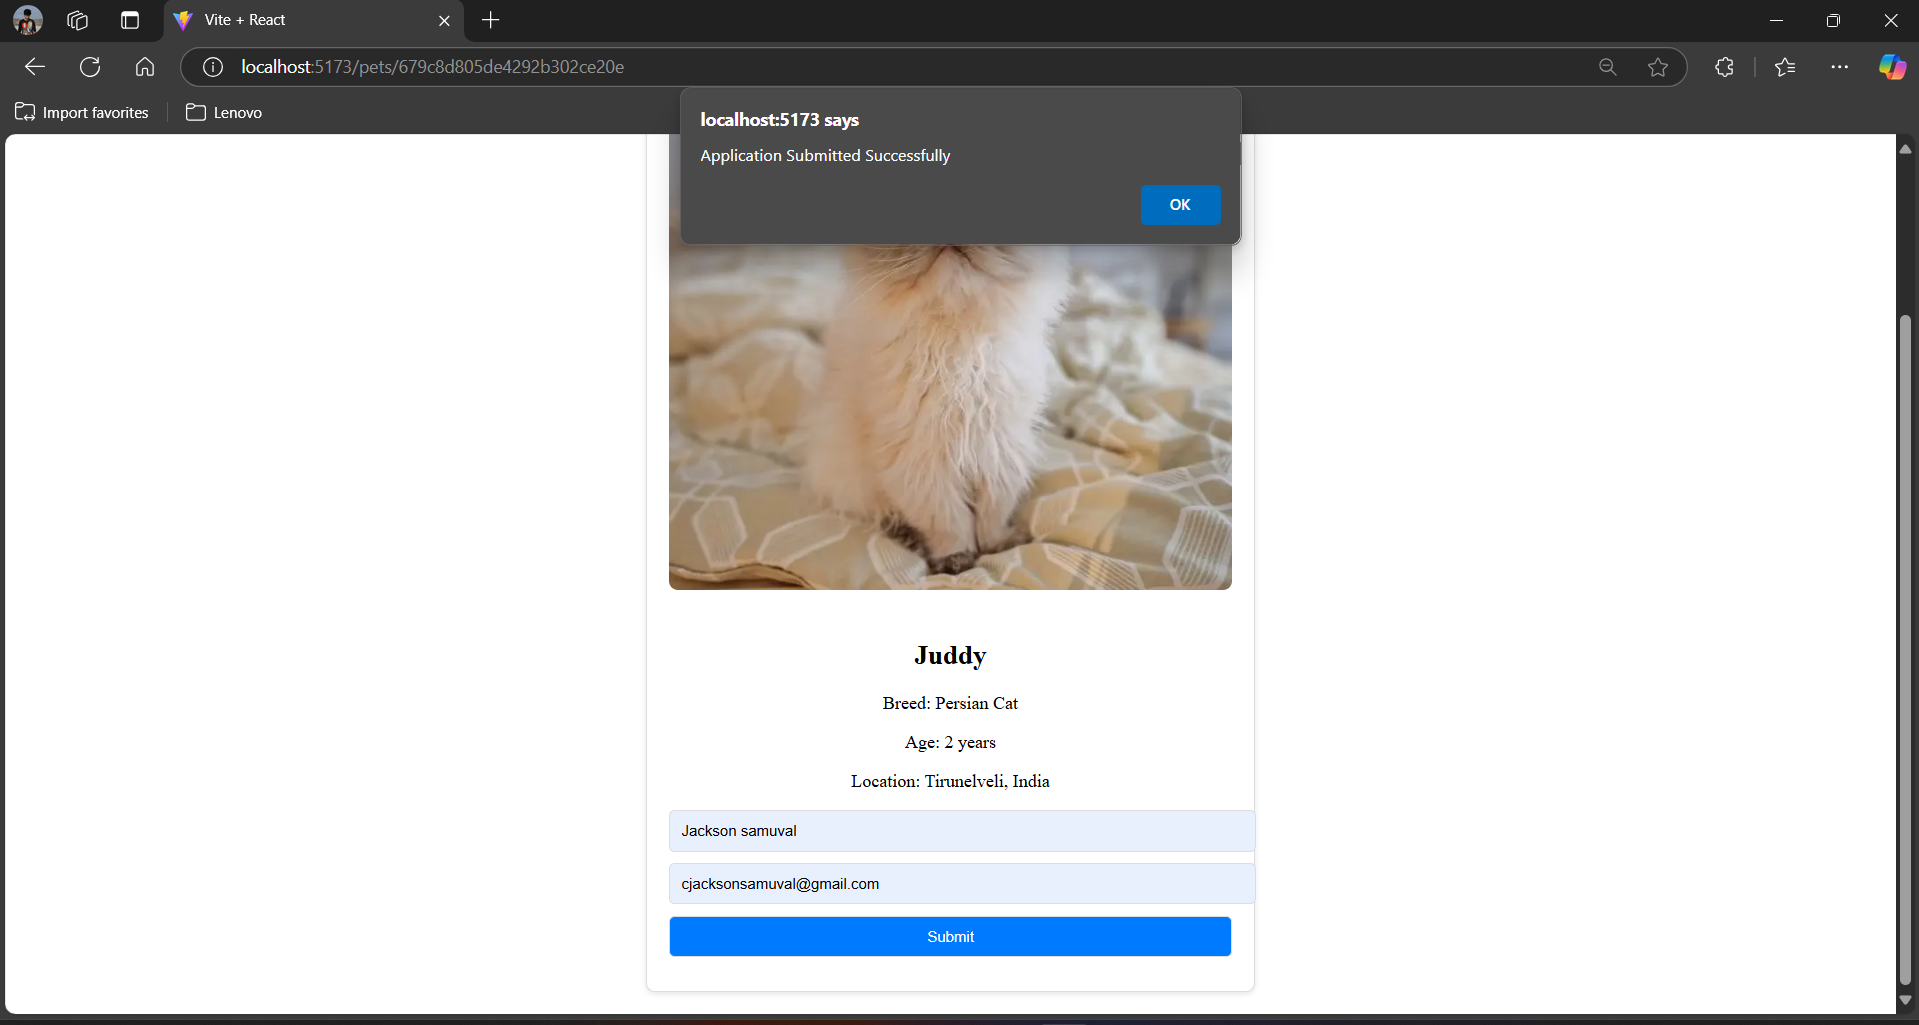 Vite + React
localhost:5173/pets/679c8d805de4292b302ce20e
Import favorites
Lenovo
localhost:5173 says
Application Submitted Successfully
OK
Juddy
Breed: Persian Cat
Age: 2 years
Location: Tirunelveli, India
Jackson samuval
cjacksonsamuval@gmail.com
Submit